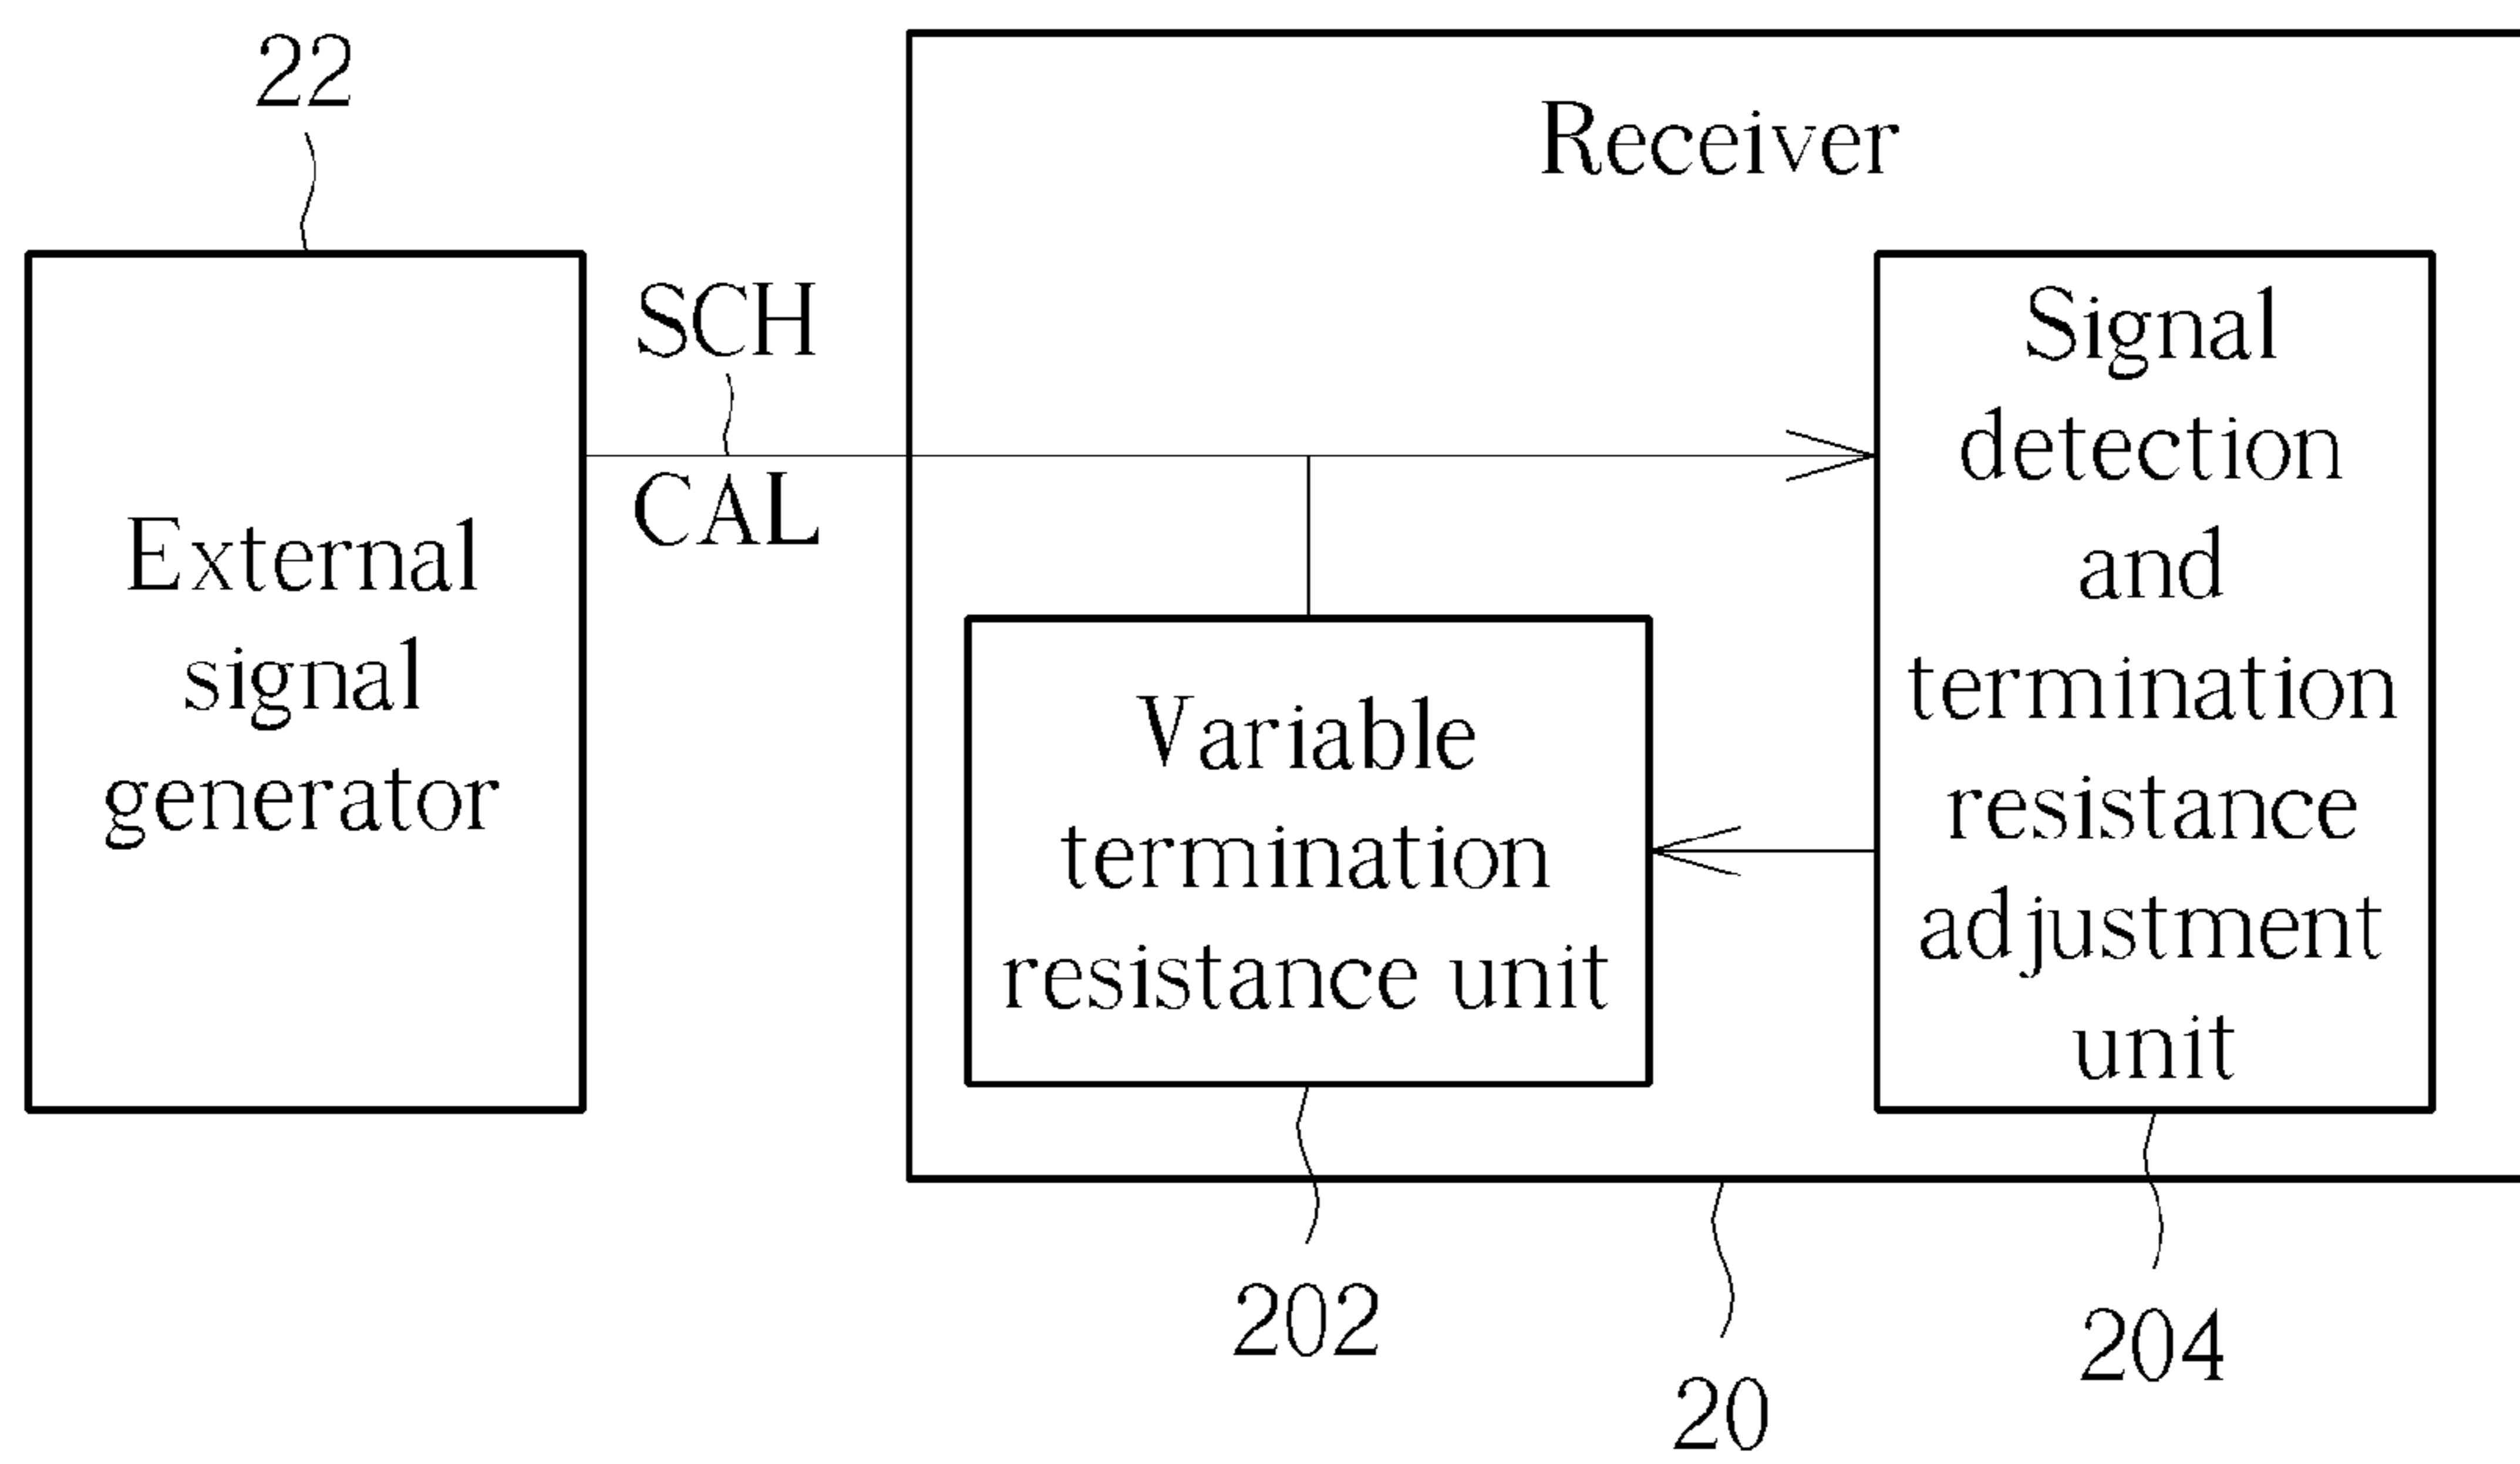 22
Receiver
SCH
CAL
External
signal
generator
Variable
termination
resistance unit
Signal
detection
and
termination
resistance
adjustment
unit
202
20
204